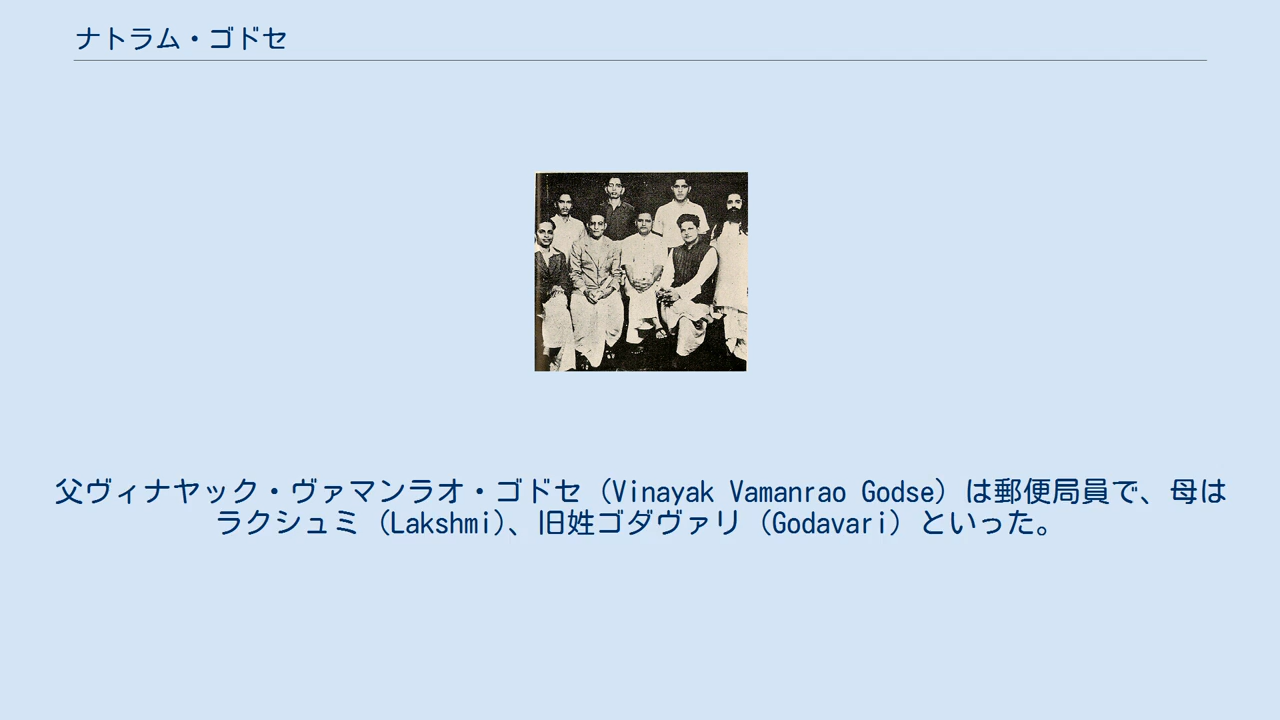 ナトラム・ゴドセ
父ヴィナヤック・ヴァマンラオ・ゴドセ（Vinayak Vamanrao Godse）は郵便局員で、母は
ラクシュミ（Lakshmi）、旧姓ゴダヴァリ（Godavari）といった。